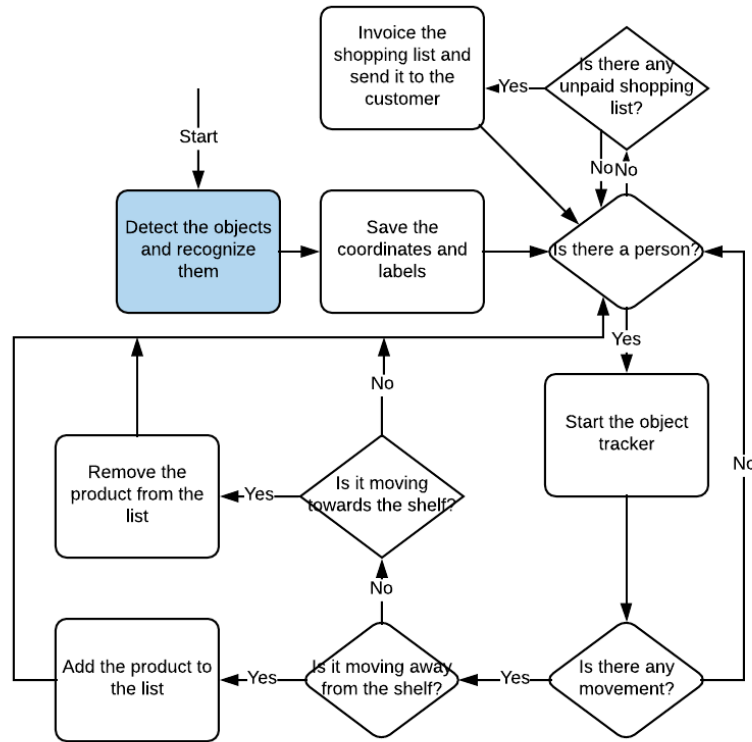 Invoice the
shopping list and
send it to the
customer
Yes
Is there any
unpaid shopping
list?
Start
No
No
Detect the objects
and recognize
them
Save the
coordinates and
labels
Is there a person?
Yes
No
Start the object
tracker
Remove the
product from the
list
Yes
Is it moving
towards the shelf?
No
No
Add the product to
the list
Yes
Is it moving away
from the shelf?
Yes
Is there any
movement?